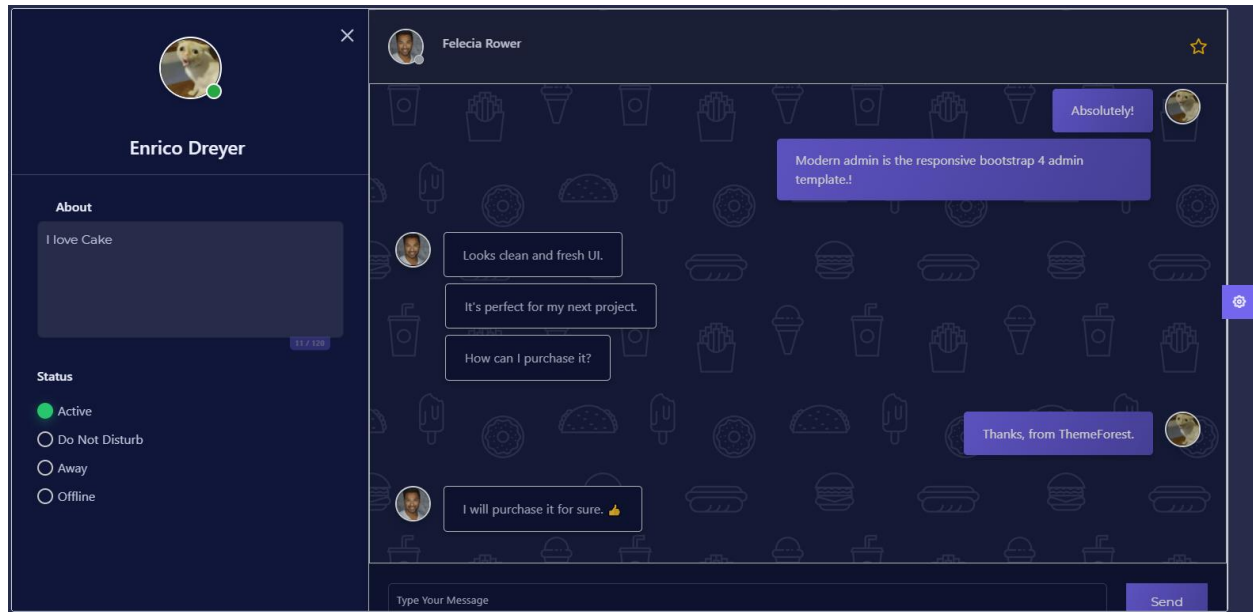 Enrico Dreyer
About
I love Cake
11 / 120
Status
Active
Do Not Disturb
Away
Offline
Felecia Rower
Absolutely!
Modern admin is the responsive bootstrap 4 admin
template.!
Looks clean and fresh UI.
It's perfect for my next project.
How can I purchase it?
Thanks, from ThemeForest.
I will purchase it for sure. 👍
Type Your Message
Send